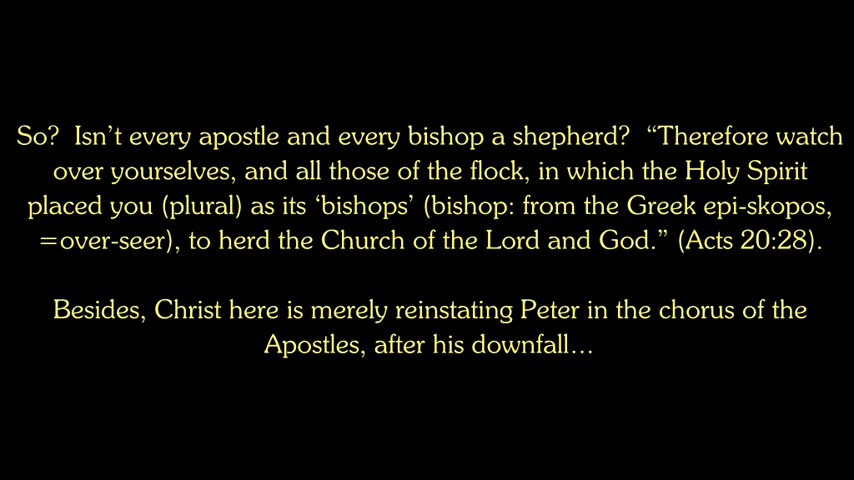 So?  Isn’t every apostle and every bishop a shepherd?  “Therefore watch
over yourselves, and all those of the flock, in which the Holy Spirit
placed you (plural) as its ‘bishops’ (bishop: from the Greek epi-skopos,
=over-seer), to herd the Church of the Lord and God.” (Acts 20:28).
Besides, Christ here is merely reinstating Peter in the chorus of the
Apostles, after his downfall...